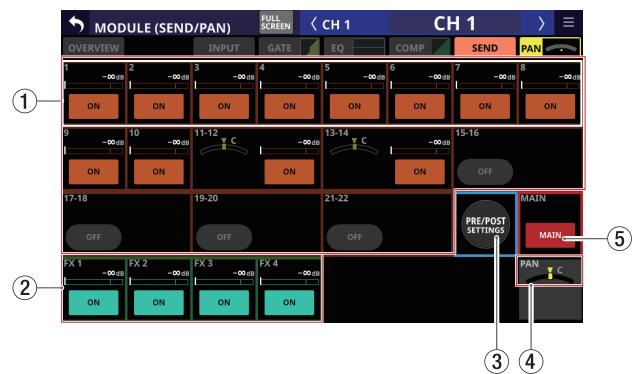 MODULE (SEND/PAN) FULL SCREEN CH 1 CH 1
OVERVIEW INPUT GATE EQ COMP SEND PAN
1 2 3 4 5 6 7 8
-∞dB -∞dB -∞dB -∞dB -∞dB -∞dB -∞dB -∞dB
ON ON ON ON ON ON ON ON
9 10 11-12 13-14 15-16
-∞dB -∞dB C -∞dB C -∞dB
ON ON ON ON OFF
17-18 19-20 21-22 MAIN
PRE/POST
SETTINGS
OFF OFF OFF MAIN
FX 1 FX 2 FX 3 FX 4 PAN
-∞dB -∞dB -∞dB -∞dB C
ON ON ON ON
1
2
3
4
5